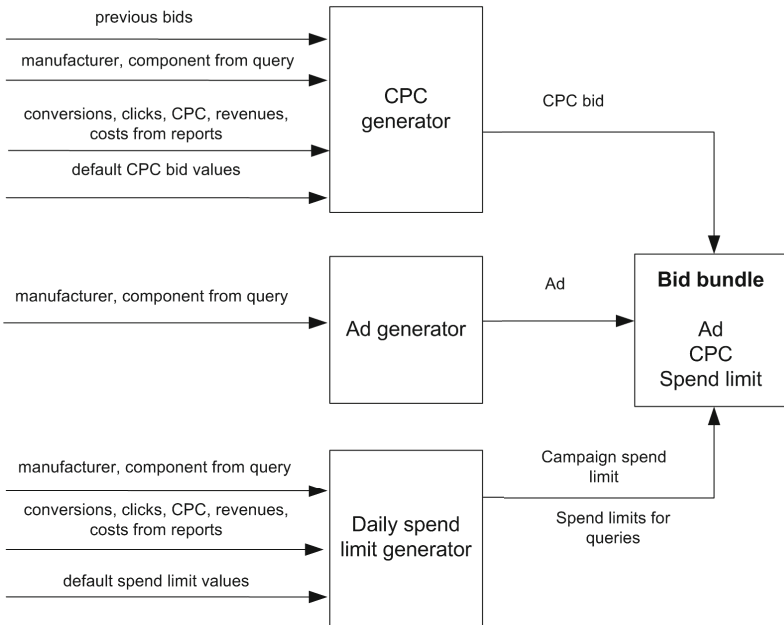 previous bids
manufacturer, component from query
conversions, clicks, CPC, revenues,
costs from reports
default CPC bid values
CPC
generator
CPC bid
manufacturer, component from query
Ad generator
Ad
Bid bundle
Ad
CPC
Spend limit
manufacturer, component from query
conversions, clicks, CPC, revenues,
costs from reports
default spend limit values
Daily spend
limit generator
Campaign spend
limit
Spend limits for
queries